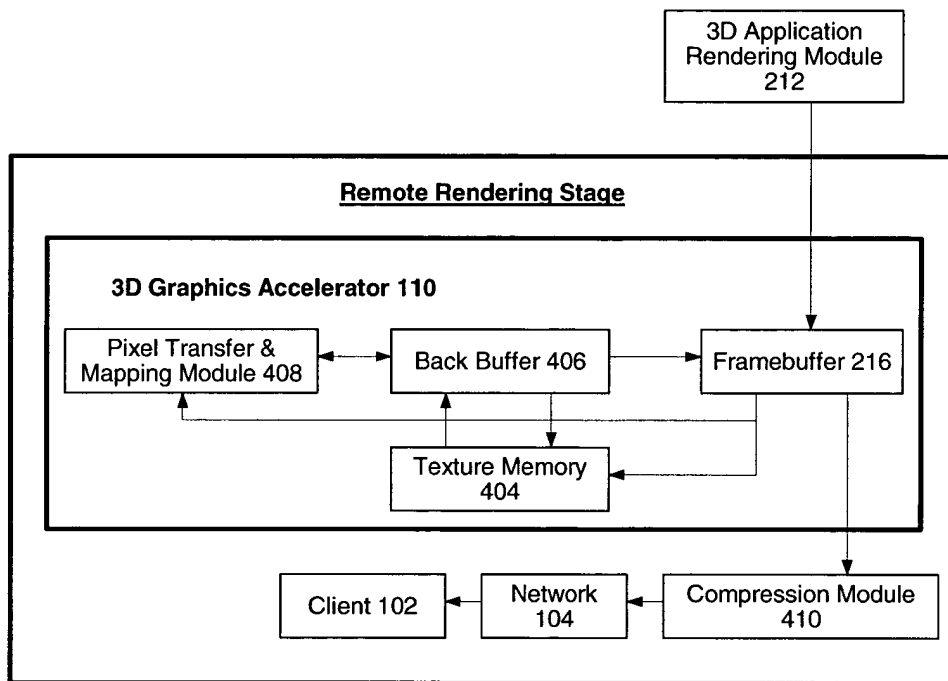 3D Application
Rendering Module
212
Remote Rendering Stage
3D Graphics Accelerator 110
Pixel Transfer &
Mapping Module 408
Back Buffer 406
Framebuffer 216
Texture Memory
404
Client 102
Network
104
Compression Module
410